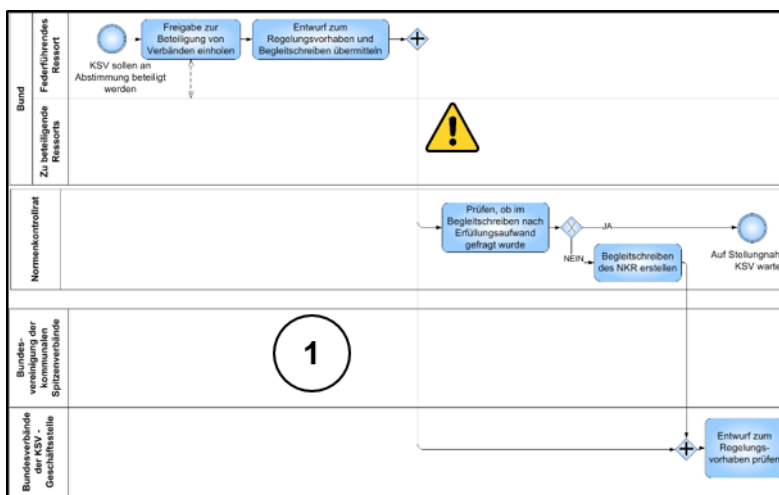 Bund
Federführendes
Ressort
Zu beteiligende
Ressorts
KSV sollen an
Abstimmung beteiligt
werden
Freigabe zur
Beteiligung von
Verbänden einholen
Entwurf zum
Regelungsvorhaben und
Begleitschreiben übermitteln
Normenkontrollrat
Prüfen, ob im
Begleitschreiben nach
Erfüllungsaufwand
gefragt wurde
JA
NEIN
Begleitschreiben
des NKR erstellen
Auf Stellungnah
KSV warte
Bundes-
vereinigung der
kommunalen
Spitzenverbände
1
Bundesverbände
der KSV -
Geschäftsstelle
Entwurf zum
Regelungs-
vorhaben prüfen